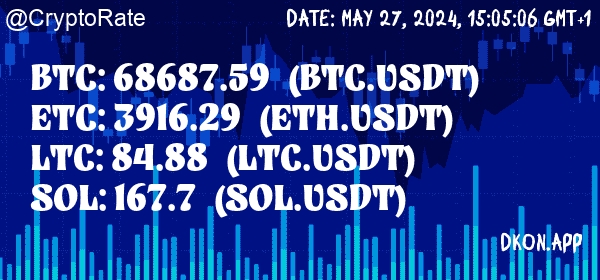 @CryptoRate
DATE: MAY 27, 2024, 15:05:06 GMT+1
BTC: 68687.59 (BTC.USDT)
ETC: 3916.29 (ETH.USDT)
LTC: 84.88 (LTC.USDT)
SOL: 167.7 (SOL.USDT)
DKON.APP